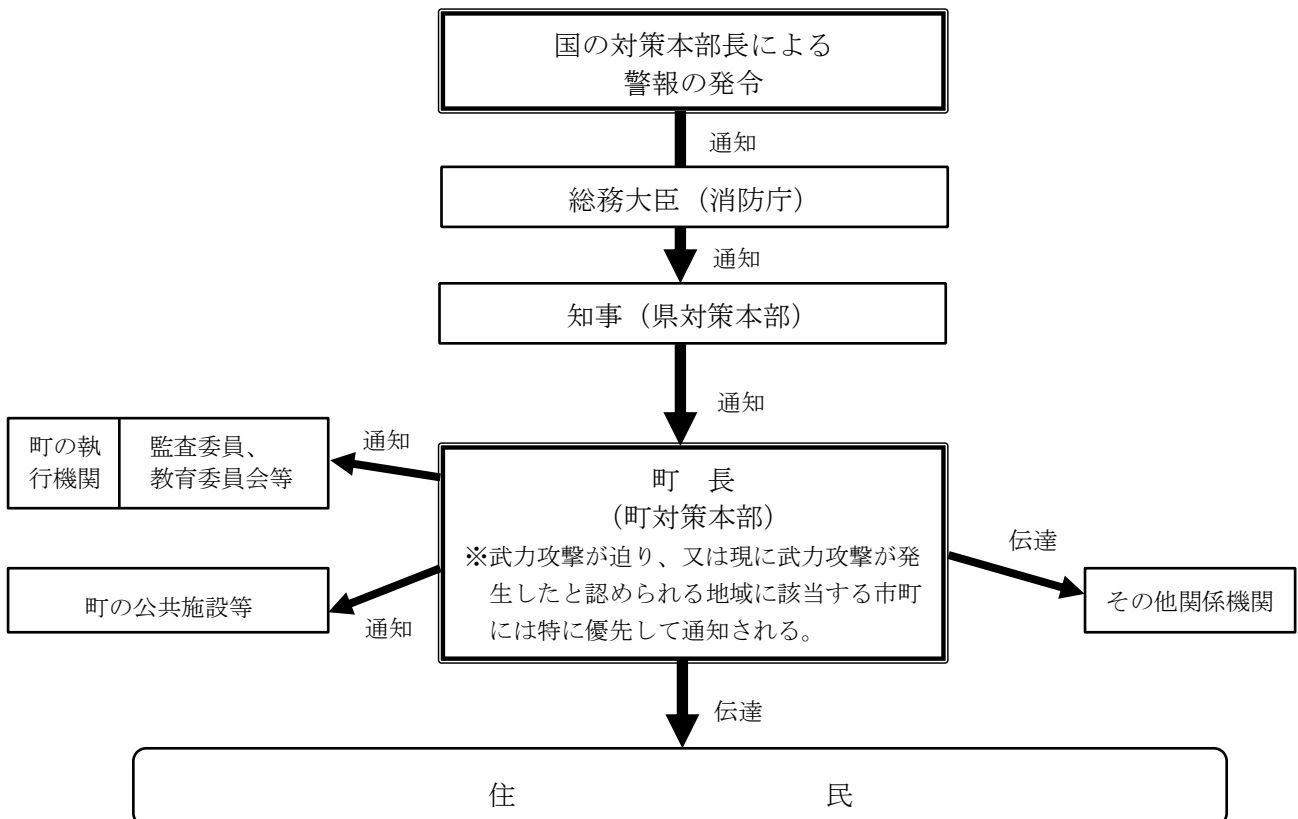 国の対策本部長による
警報の発令
通知
総務大臣（消防庁）
通知
知事（県対策本部）
通知
町の執
行機関
監査委員、
教育委員会等
通知
町　長
（町対策本部）
※武力攻撃が迫り、又は現に武力攻撃が発
生したと認められる地域に該当する市町
には特に優先して通知される。
伝達
町の公共施設等
通知
その他関係機関
伝達
住　民